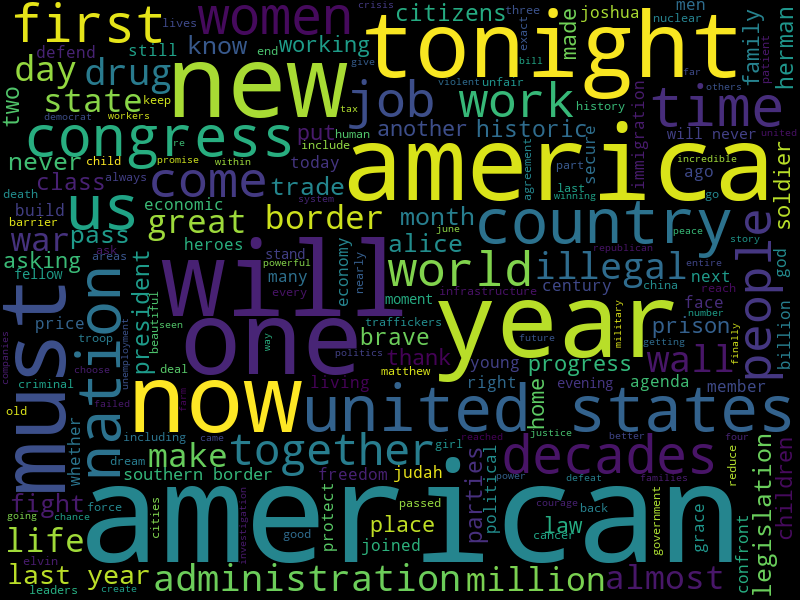 first
lives
women
citizens
crisis
three
men
nuclear
defend
still
know
working
end
tonight
exact
made
joshua
family
patient
herman
day
drug
new
give
bill
far
others
two
state
keep
job
violent
unfair
work
time
democrat
workers
tax
history
congress
put
human
another
historic
will never
united
re
include
agreement
secure
immigration
incredible
never
child
promise
within
today
america
part
ago
class
always
come
trade
last
go
soldier
death
build
economic
system
winning
barrier
us
great
border
month
country
june
peace
story
war
pass
heroes
alice
people
god
asking
ask
stand
economy
republican
fellow
areas
president
will
many
powerful
nearly
world
illegal
entire
next
must
nation
beautiful
every
moment
infrastructure
century
china
reach
face
number
price
unemployment
one
traffickers
year
military
billion
troop
seen
way
brave
future
prison
finally
companies
deal
politics
thank
young
progress
getting
wall
criminal
choose
matthew
living
right
evening
agenda
member
old
failed
now
united states
home
whether
including
came
together
girl
reached
justice
better
four
make
decades
dream
southern border
freedom
judah
parties
political
power
defeat
families
reduce
children
fight
going
chance
force
american
protect
passed
courage
back
legislation
cities
investigation
good
place
law
cancer
government
grace
confront
life
elvin
joined
last year
leaders
create
administration
million
almost